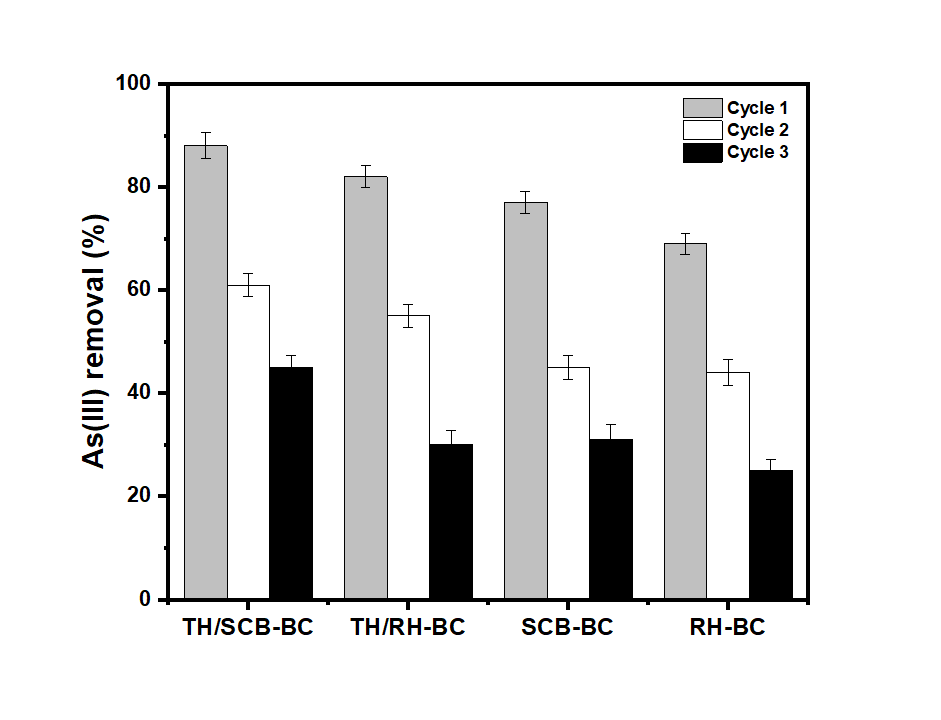 100
80
60
40
20
0
As(III) removal (%)
Cycle 1
Cycle 2
Cycle 3
TH/SCB-BC TH/RH-BC SCB-BC RH-BC